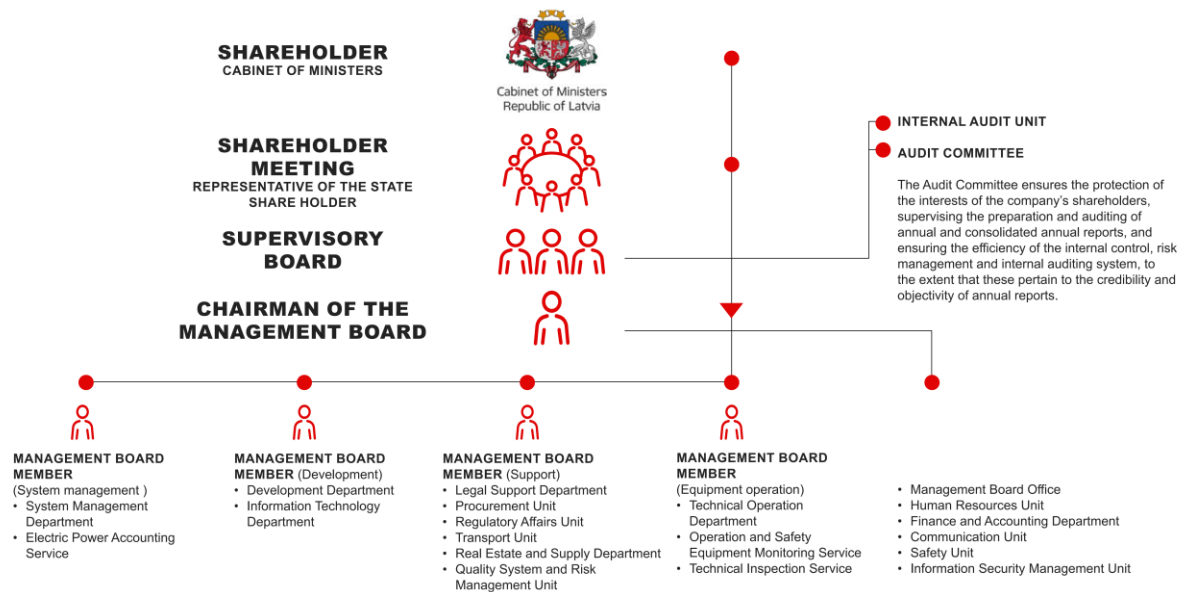 SHAREHOLDER
CABINET OF MINISTERS
Cabinet of Ministers
Republic of Latvia
SHAREHOLDER
MEETING
REPRESENTATIVE OF THE STATE
SHARE HOLDER
SUPERVISORY
BOARD
CHAIRMAN OF THE
MANAGEMENT BOARD
INTERNAL AUDIT UNIT
AUDIT COMMITTEE
The Audit Committee ensures the protection of
the interests of the company's shareholders,
supervising the preparation and auditing of
annual and consolidated annual reports, and
ensuring the efficiency of the internal control, risk
management and internal auditing system, to
the extent that these pertain to the credibility and
objectivity of annual reports.
MANAGEMENT BOARD
MEMBER
(System management )
• System Management
Department
• Electric Power Accounting
Service
MANAGEMENT BOARD
MEMBER (Development)
• Development Department
• Information Technology
Department
MANAGEMENT BOARD
MEMBER (Support)
• Legal Support Department
• Procurement Unit
• Regulatory Affairs Unit
• Transport Unit
• Real Estate and Supply Department
• Quality System and Risk
Management Unit
MANAGEMENT BOARD
MEMBER
(Equipment operation)
• Technical Operation
Department
• Operation and Safety
Equipment Monitoring Service
• Technical Inspection Service
• Management Board Office
• Human Resources Unit
• Finance and Accounting Department
• Communication Unit
• Safety Unit
• Information Security Management Unit